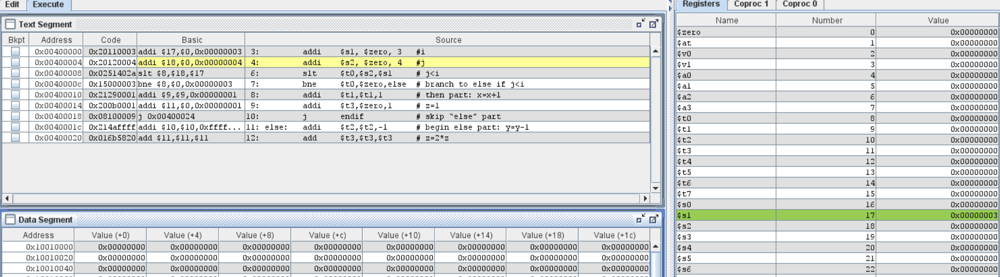 Edit Execute
Text Segment
Bkpt Address Code Basic Source
0x00400000 0x20110003 addi $17,$0,0x00000003 3: addi $s1, $zero, 3 #i
0x00400004 0x20120004 addi $18,$0,0x00000004 4: addi $s2, $zero, 4 #j
0x00400008 0x0251402a slt $8,$18,$17 6: slt $t0,$s2,$s1 # j<i
0x0040000c 0x15000003 bne $8,$0,0x00000003 7: bne $t0,$zero,else # branch to else if j<i
0x00400010 0x21290001 addi $9,$9,0x00000001 8: addi $t1,$t1,1 # then part: x=x+1
0x00400014 0x200b0001 addi $11,$0,0x00000001 9: addi $t3,$zero,1 # z=1
0x00400018 0x08100009 j 0x00400024 10: j endif # skip “else” part
0x0040001c 0x214affff addi $10,$10,0xffff... 11: else: addi $t2,$t2,-1 # begin else part: y=y-1
0x00400020 0x016b5820 add $11,$11,$11 12: add $t3,$t3,$t3 # z=2*z
Data Segment
Address Value (+0) Value (+4) Value (+8) Value (+c) Value (+10) Value (+14) Value (+18) Value (+1c)
0x10010000 0x00000000 0x00000000 0x00000000 0x00000000 0x00000000 0x00000000 0x00000000 0x00000000
0x10010020 0x00000000 0x00000000 0x00000000 0x00000000 0x00000000 0x00000000 0x00000000 0x00000000
0x10010040 0x00000000 0x00000000 0x00000000 0x00000000 0x00000000 0x00000000 0x00000000 0x00000000
Registers Coproc 1 Coproc 0
Name Number Value
$zero 0 0x00000000
$at 1 0x00000000
$v0 2 0x00000000
$v1 3 0x00000000
$a0 4 0x00000000
$a1 5 0x00000000
$a2 6 0x00000000
$a3 7 0x00000000
$t0 8 0x00000000
$t1 9 0x00000000
$t2 10 0x00000000
$t3 11 0x00000000
$t4 12 0x00000000
$t5 13 0x00000000
$t6 14 0x00000000
$t7 15 0x00000000
$s0 16 0x00000000
$s1 17 0x00000003
$s2 18 0x00000000
$s3 19 0x00000000
$s4 20 0x00000000
$s5 21 0x00000000
$s6 22 0x00000000